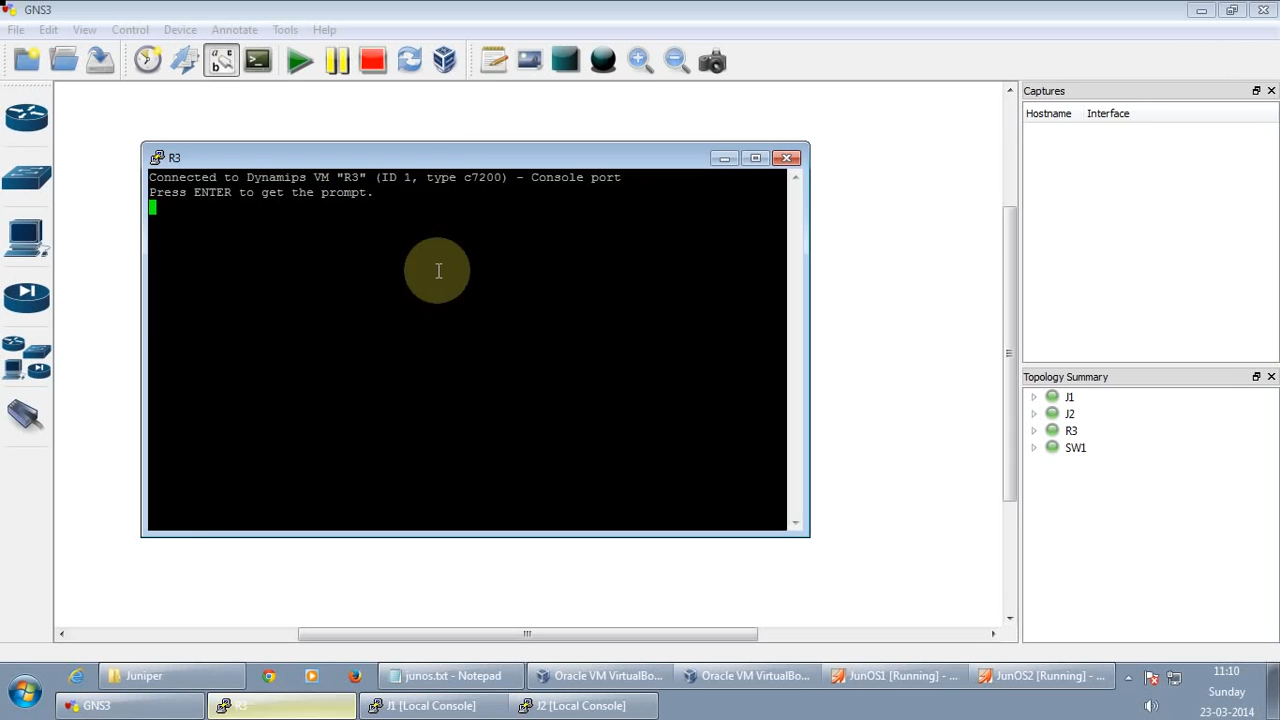 GNS3
File Edit View Control Device Annotate Tools Help
Captures
Hostname Interface
R3
Connected to Dynamips VM "R3" (ID 1, type c7200) - Console port
Press ENTER to get the prompt.
Topology Summary
J1
J2
R3
SW1
Juniper
junos.txt - Notepad
Oracle VM VirtualBo...
Oracle VM VirtualBo...
JunOS1 [Running] - ...
JunOS2 [Running] - ...
11:10
Sunday
23-03-2014
GNS3
R3
J1 [Local Console]
J2 [Local Console]